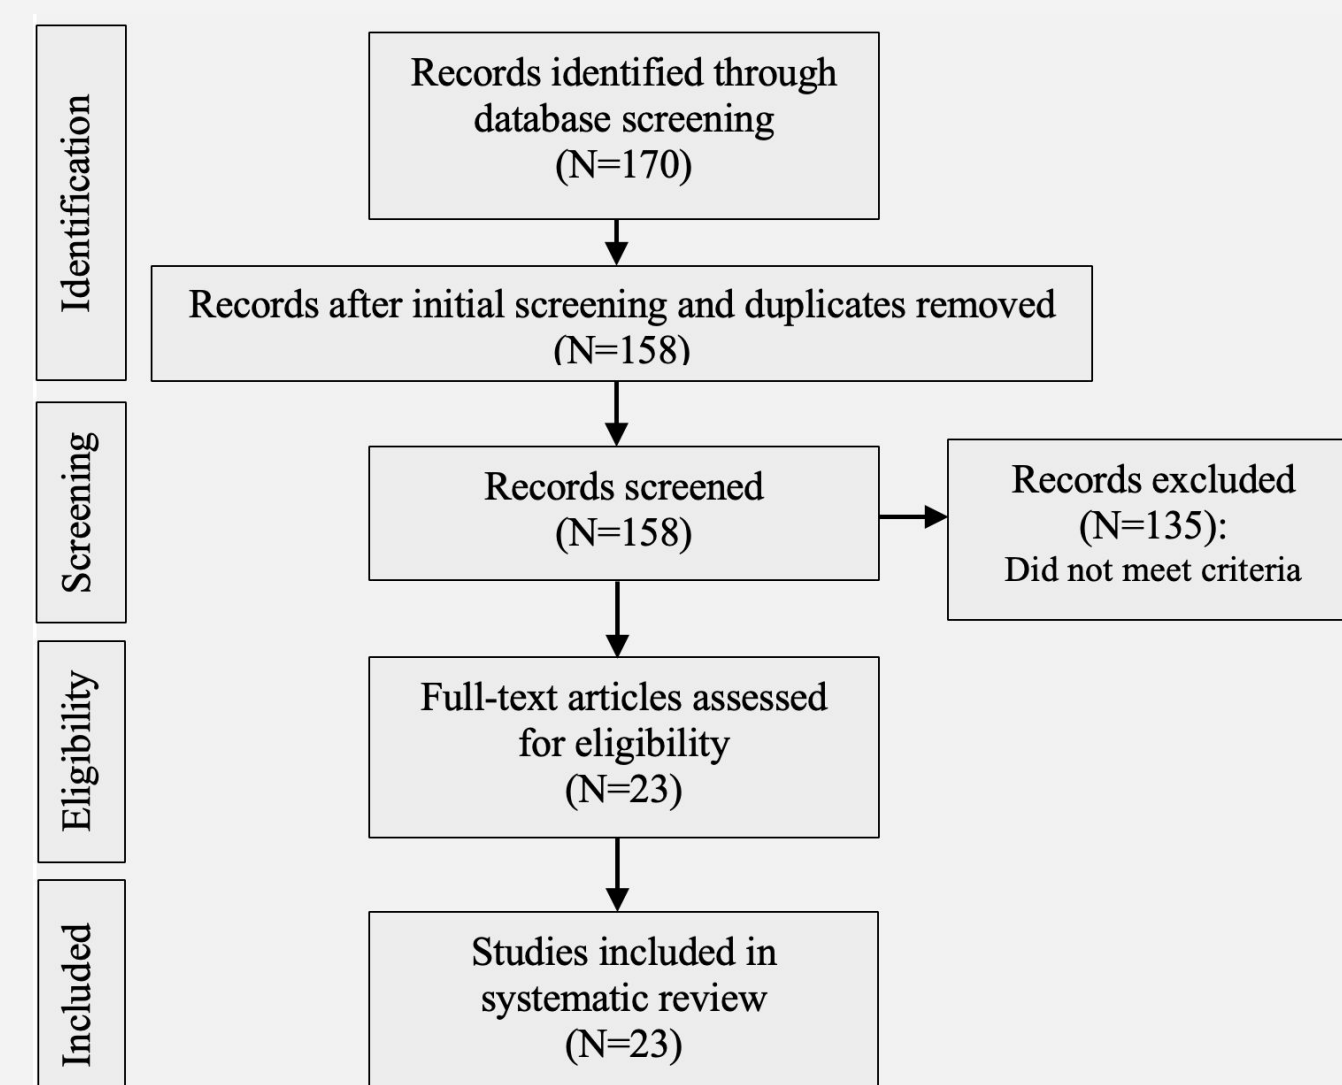 Identification
Records identified through
database screening
(N=170)
Records after initial screening and duplicates removed
(N=158)
Screening
Records screened
(N=158)
Records excluded
(N=135):
Did not meet criteria
Eligibility
Full-text articles assessed
for eligibility
(N=23)
Included
Studies included in
systematic review
(N=23)